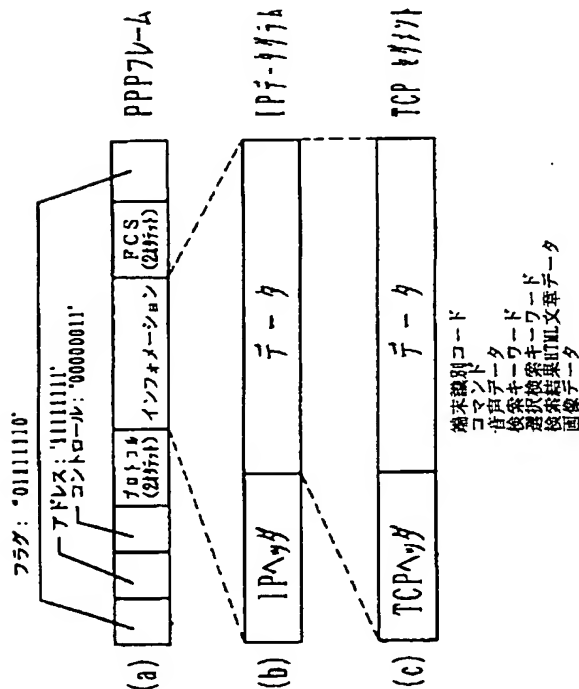 フラグ: "01111110"
アドレス: '11111111'
コントロール: '00000011'
(a)
プロトコル
(2オクテット)
インフォメーション
FCS
(2オクテット)
PPPフレーム
(b)
IPヘッダ
データ
IPデータグラム
(c)
TCPヘッダ
データ
TCP セグメント
端末識別コード
コマンド
音声データ
検索キーワード
選択検索キーワード
検索結果HTML文章データ
画像データ